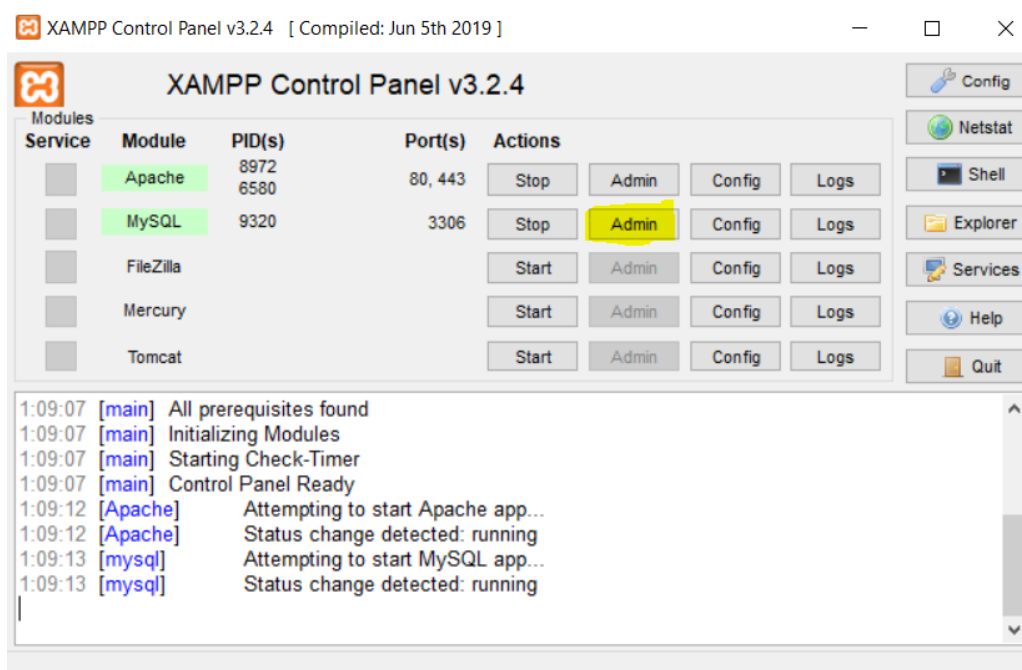 XAMPP Control Panel v3.2.4 [ Compiled: Jun 5th 2019 ]
XAMPP Control Panel v3.2.4
Config
Modules
Service Module PID(s) Port(s) Actions
Netstat
Apache 8972 6580 80, 443 Stop Admin Config Logs
Shell
MySQL 9320 3306 Stop Admin Config Logs
Explorer
FileZilla Start Admin Config Logs
Services
Mercury Start Admin Config Logs
Help
Tomcat Start Admin Config Logs
Quit
1:09:07 [main] All prerequisites found
1:09:07 [main] Initializing Modules
1:09:07 [main] Starting Check-Timer
1:09:07 [main] Control Panel Ready
1:09:12 [Apache] Attempting to start Apache app...
1:09:12 [Apache] Status change detected: running
1:09:13 [mysql] Attempting to start MySQL app...
1:09:13 [mysql] Status change detected: running